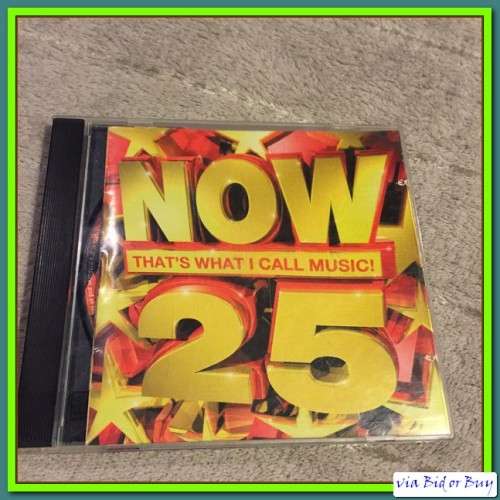 NOW
THAT'S WHAT I CALL MUSIC!
25
via Bid or Buy